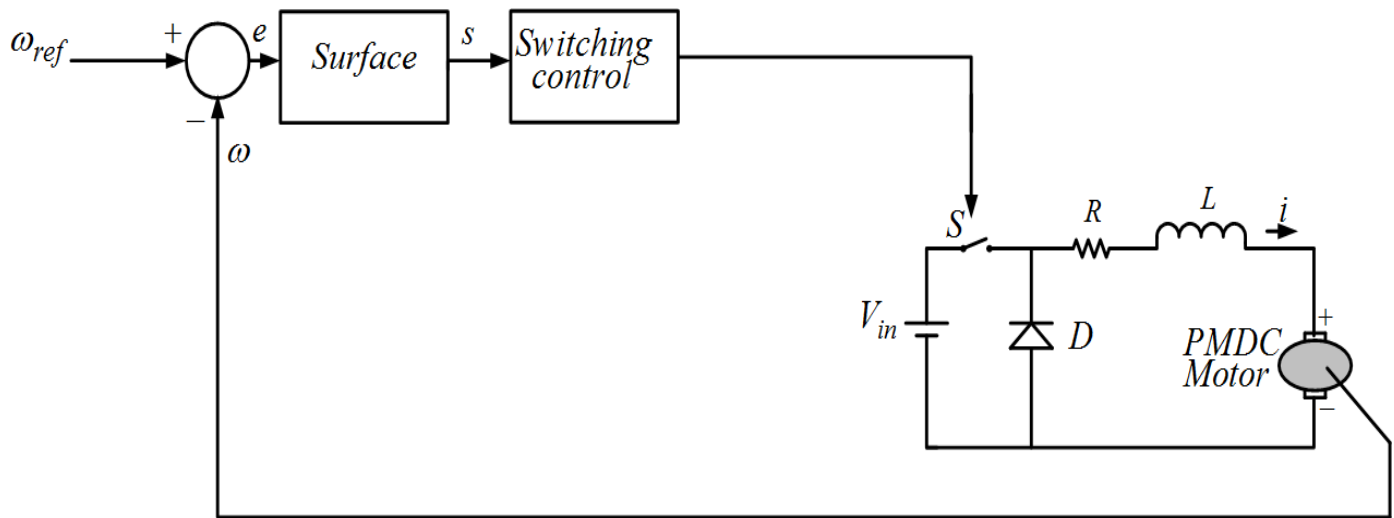 ω_ref
+
−
e
Surface
s
Switching
control
ω
S
R
L
i
V_in
D
PMDC
Motor
+
−